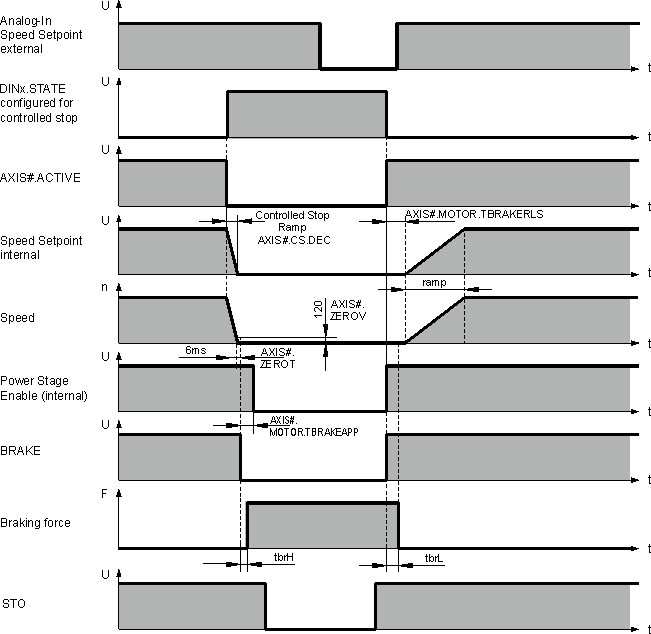 U
Analog-In
Speed Setpoint
external
t
U
DINx.STATE
configured for
controlled stop
t
U
AXIS#.ACTIVE
t
U
Controlled Stop
Ramp
AXIS#.CS.DEC
AXIS#.MOTOR.TBRAKERLS
Speed Setpoint
internal
t
n
ramp
Speed
120
AXIS#.
ZEROV
t
U
6ms
AXIS#.
ZEROT
Power Stage
Enable (internal)
t
U
AXIS#.
MOTOR.TBRAKEAPP
BRAKE
t
F
Braking force
t
tbrH
tbrL
U
STO
t